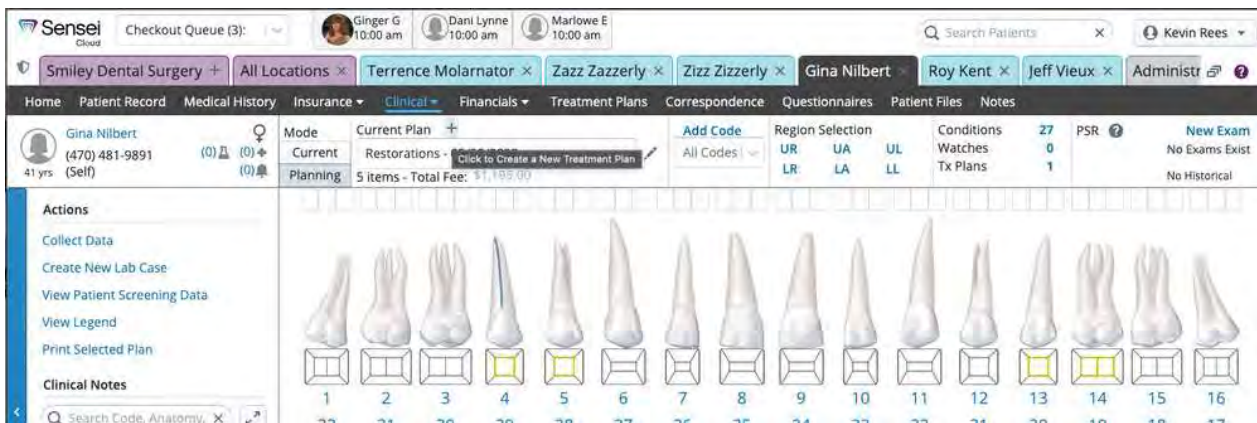 Sensei
Cloud
Checkout Queue (3):
Ginger G
10:00 am
Dani Lynne
10:00 am
Marlowe E
10:00 am
Search Patients
Kevin Rees
Smiley Dental Surgery
All Locations
Terrence Molarnator
Zazz Zazzerly
Zizz Zizzerly
Gina Nilbert
Roy Kent
Jeff Vieux
Administr
Home Patient Record Medical History Insurance Clinical Financials Treatment Plans Correspondence Questionnaires Patient Files Notes
Gina Nilbert
(470) 481-9891
41 yrs (Self)
(0) (0)
(0)
Mode
Current
Planning
Current Plan +
Restorations -
Click to Create a New Treatment Plan
5 items - Total Fee: $1,193.00
Add Code
All Codes
Region Selection
UR UA UL
LR LA LL
Conditions 27
Watches 0
Tx Plans 1
PSR
New Exam
No Exams Exist
No Historical
Actions
Collect Data
Create New Lab Case
View Patient Screening Data
View Legend
Print Selected Plan
Clinical Notes
Search Code, Anatomy,
1 2 3 4 5 6 7 8 9 10 11 12 13 14 15 16